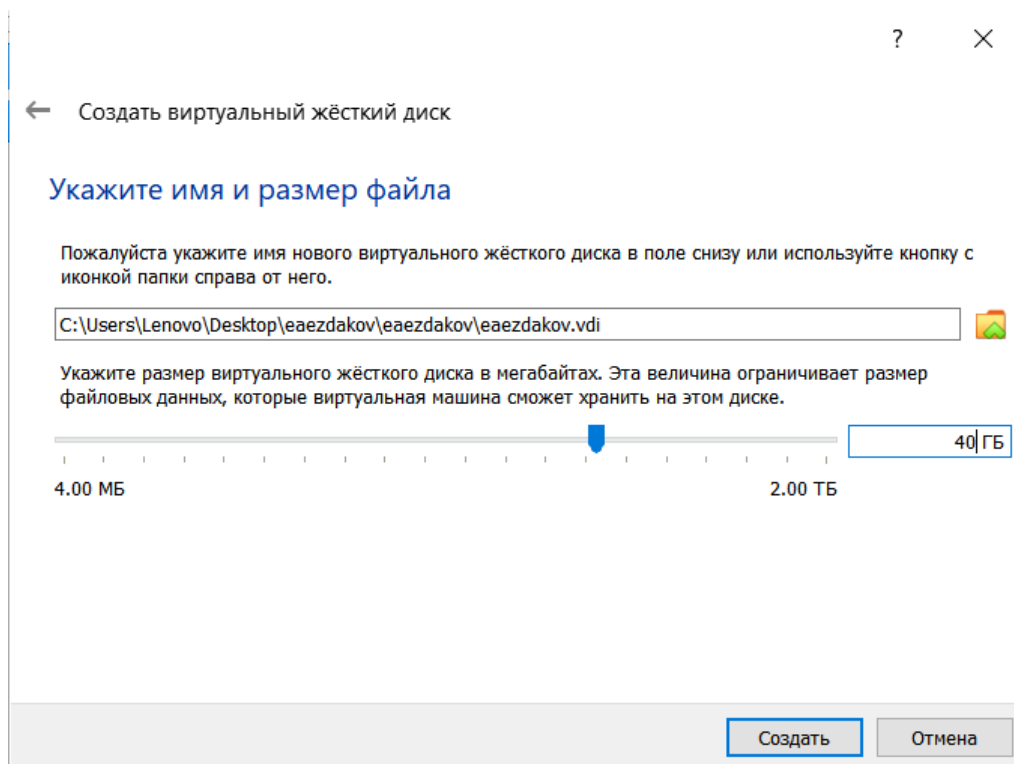 ?
Создать виртуальный жёсткий диск
Укажите имя и размер файла
Пожалуйста укажите имя нового виртуального жёсткого диска в поле снизу или используйте кнопку с
иконкой папки справа от него.
C:\Users\Lenovo\Desktop\eaezdakov\eaezdakov\eaezdakov.vdi
Укажите размер виртуального жёсткого диска в мегабайтах. Эта величина ограничивает размер
файловых данных, которые виртуальная машина сможет хранить на этом диске.
40 ГБ
4.00 МБ 2.00 ТБ
Создать Отмена